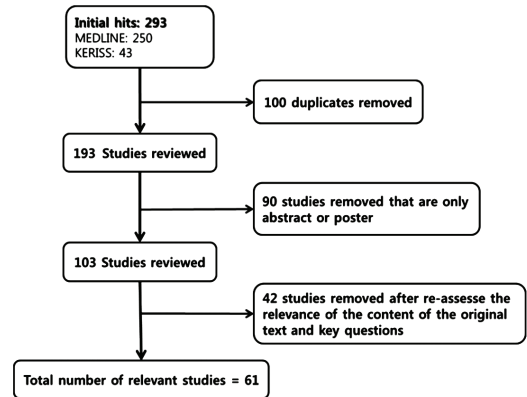 Initial hits: 293
MEDLINE: 250
KERISS: 43
100 duplicates removed
193 Studies reviewed
90 studies removed that are only
abstract or poster
103 Studies reviewed
42 studies removed after re-assesse the
relevance of the content of the original
text and key questions
Total number of relevant studies = 61